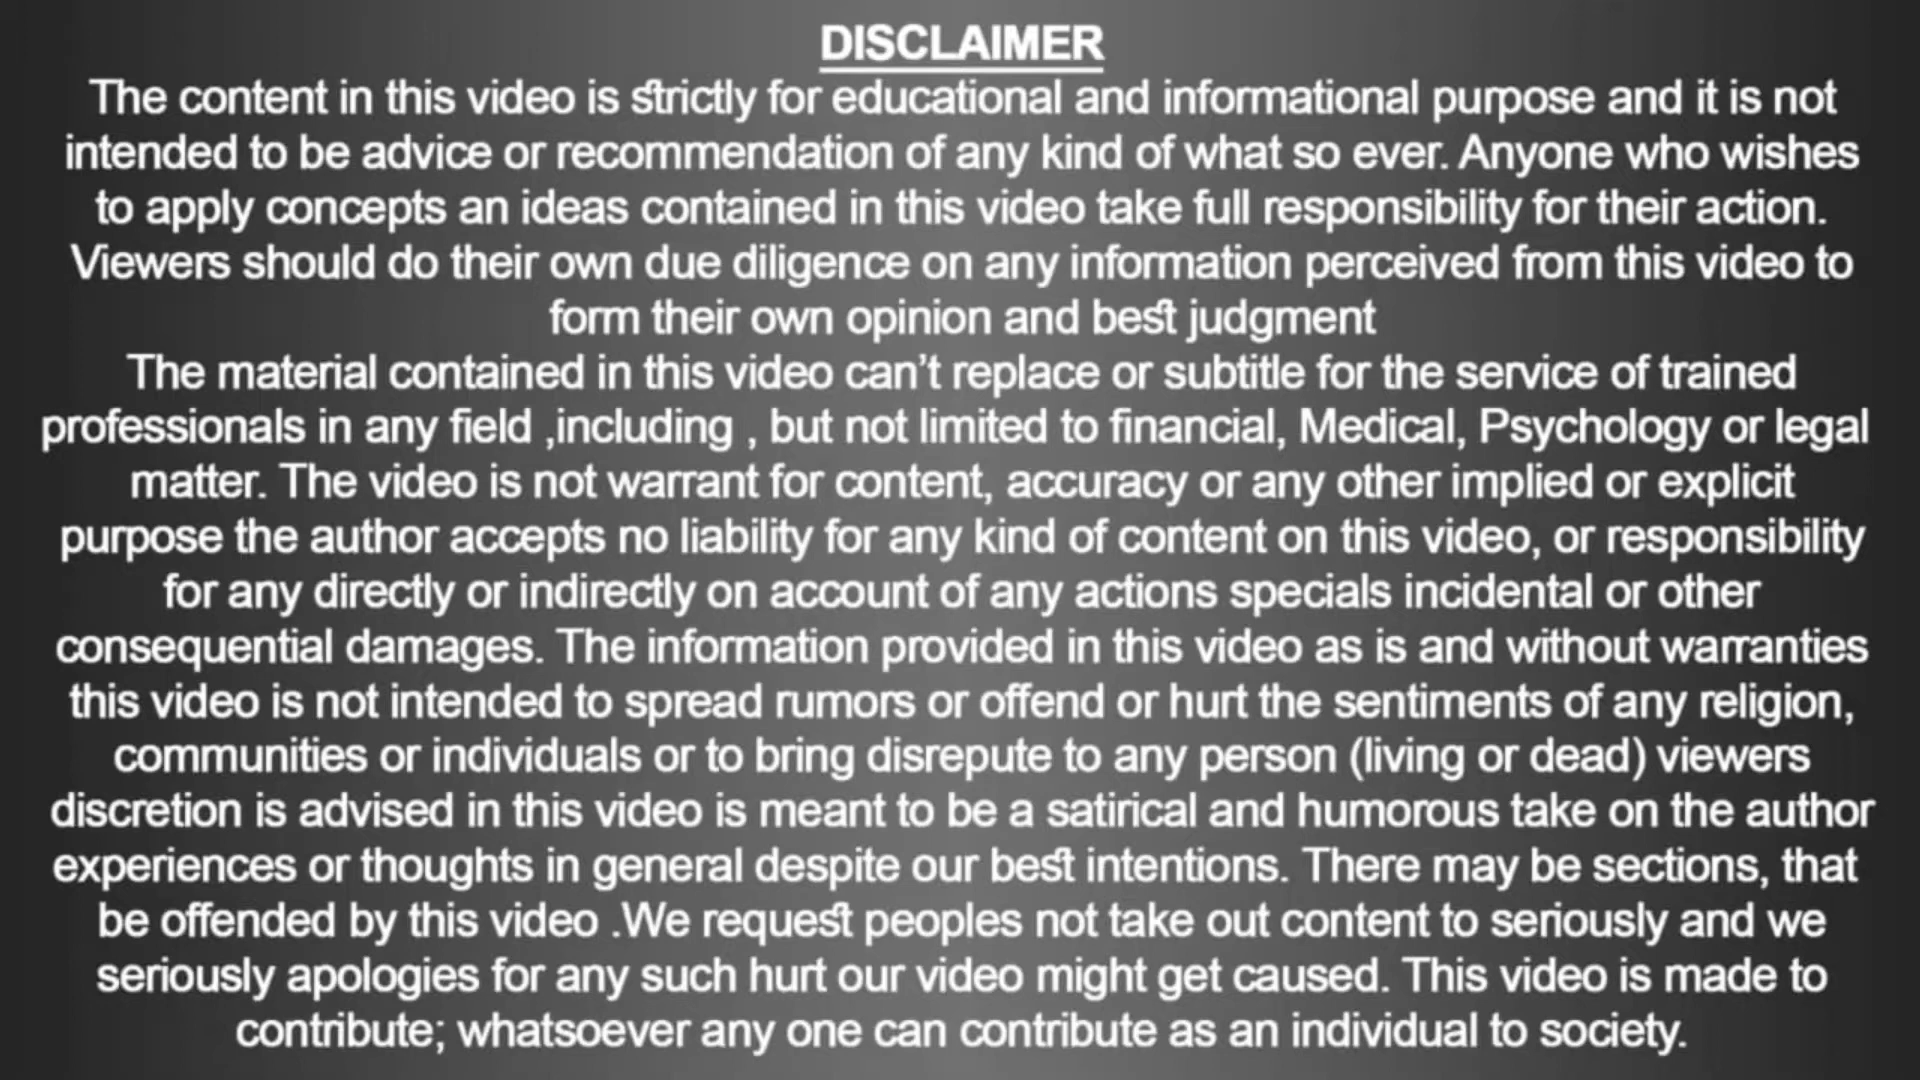 DISCLAIMER
The content in this video is strictly for educational and informational purpose and it is not
intended to be advice or recommendation of any kind of what so ever. Anyone who wishes
to apply concepts an ideas contained in this video take full responsibility for their action.
Viewers should do their own due diligence on any information perceived from this video to
form their own opinion and best judgment
The material contained in this video can’t replace or subtitle for the service of trained
professionals in any field ,including , but not limited to financial, Medical, Psychology or legal
matter. The video is not warrant for content, accuracy or any other implied or explicit
purpose the author accepts no liability for any kind of content on this video, or responsibility
for any directly or indirectly on account of any actions specials incidental or other
consequential damages. The information provided in this video as is and without warranties
this video is not intended to spread rumors or offend or hurt the sentiments of any religion,
communities or individuals or to bring disrepute to any person (living or dead) viewers
discretion is advised in this video is meant to be a satirical and humorous take on the author
experiences or thoughts in general despite our best intentions. There may be sections, that
be offended by this video .We request peoples not take out content to seriously and we
seriously apologies for any such hurt our video might get caused. This video is made to
contribute; whatsoever any one can contribute as an individual to society.